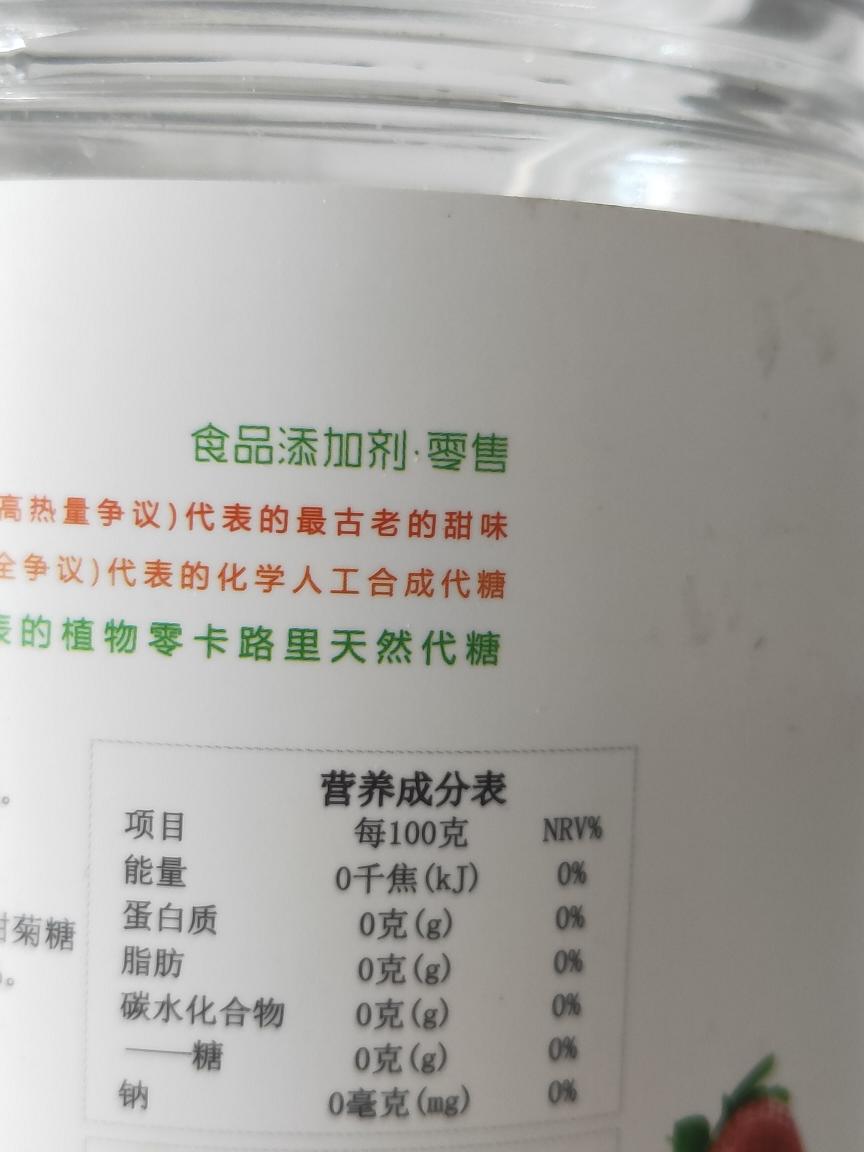 食品添加剂·零售
高热量争议)代表的最古老的甜味
全争议)代表的化学人工合成代糖
表的植物零卡路里天然代糖
。
甜菊糖
。
营养成分表
项目 每100克 NRV%
能量 0千焦(kJ) 0%
蛋白质 0克(g) 0%
脂肪 0克(g) 0%
碳水化合物 0克(g) 0%
——糖 0克(g) 0%
钠 0毫克(mg) 0%